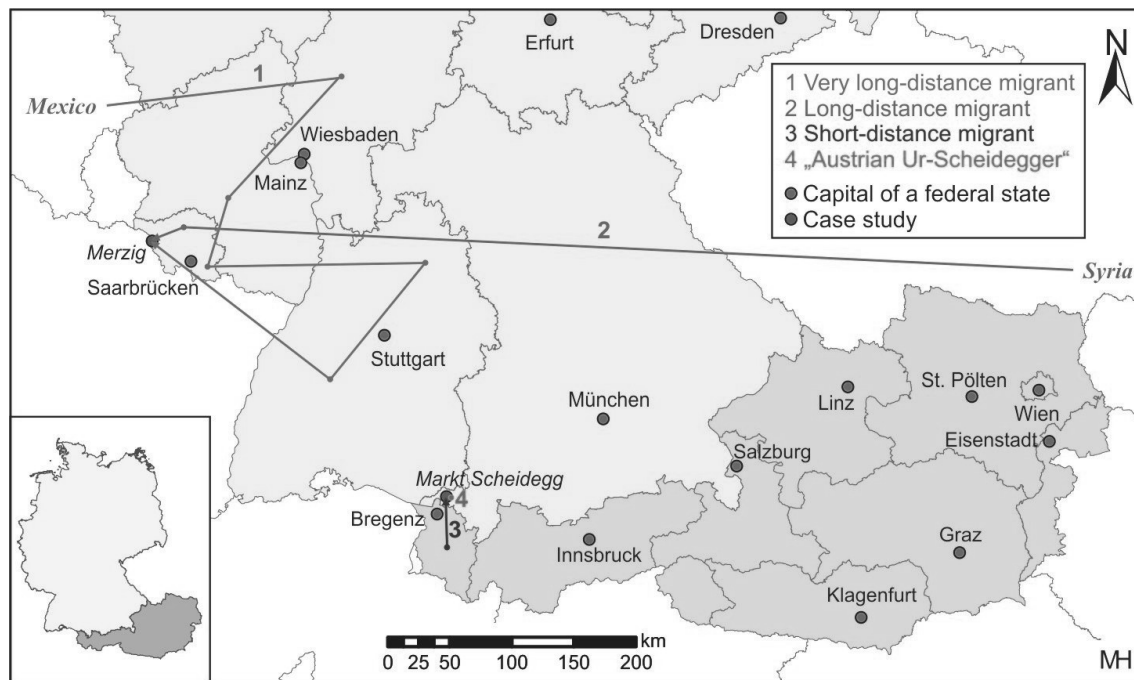 Erfurt
Dresden
N
1
Mexico
1 Very long-distance migrant
2 Long-distance migrant
3 Short-distance migrant
4 „Austrian Ur-Scheidegger“
Capital of a federal state
Case study
Wiesbaden
Mainz
2
Merzig
Saarbrücken
Syria
Stuttgart
München
Linz
St. Pölten
Wien
Eisenstadt
Salzburg
Markt Scheidegg
4
Bregenz
3
Innsbruck
Graz
Klagenfurt
km
0 25 50 100 150 200
MH